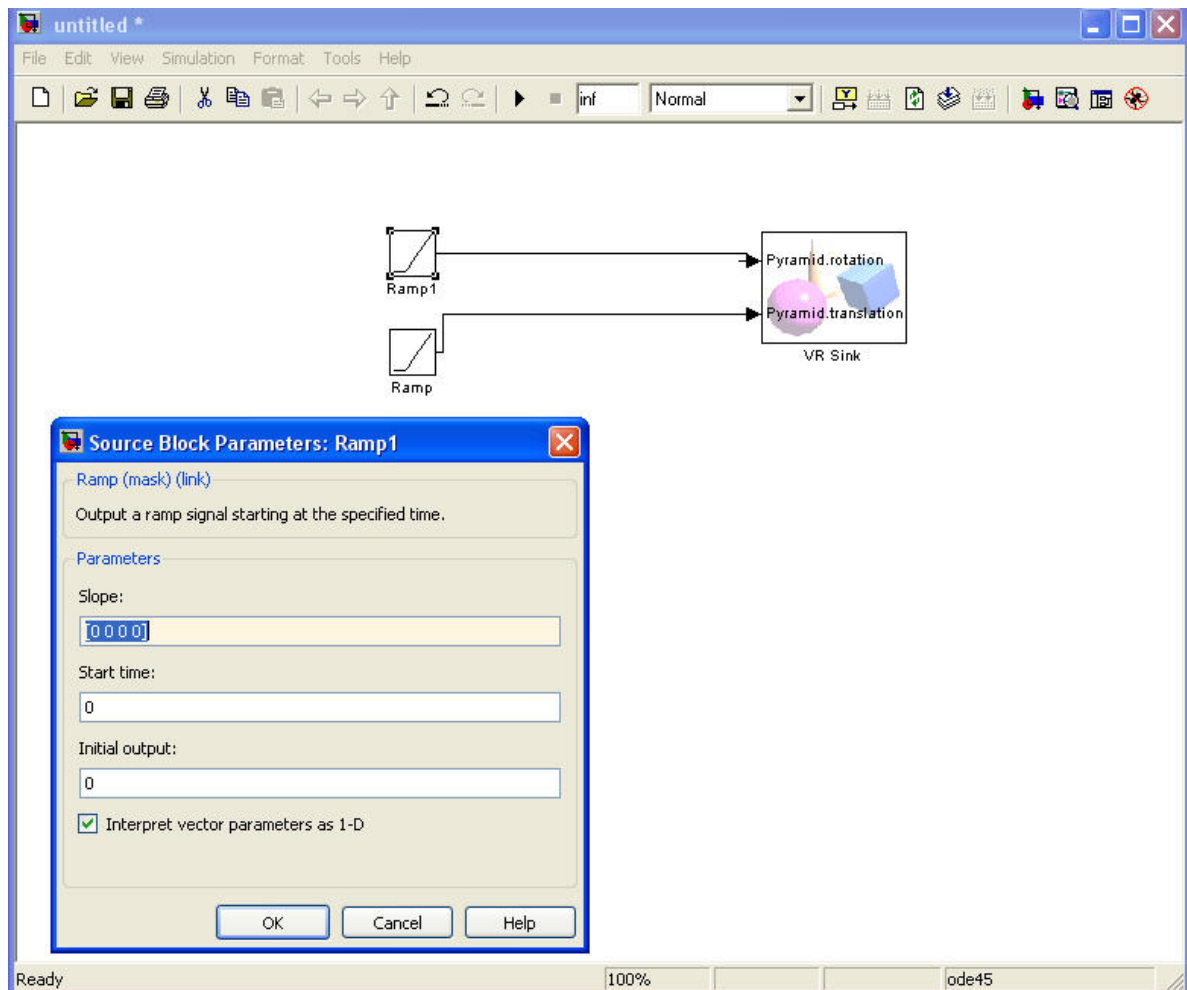 untitled *
File Edit View Simulation Format Tools Help
inf Normal
Pyramid.rotation
Ramp1
Pyramid.translation
VR Sink
Ramp
Source Block Parameters: Ramp1
Ramp (mask) (link)
Output a ramp signal starting at the specified time.
Parameters
Slope:
[0 0 0 0]
Start time:
0
Initial output:
0
Interpret vector parameters as 1-D
OK Cancel Help
Ready 100% ode45